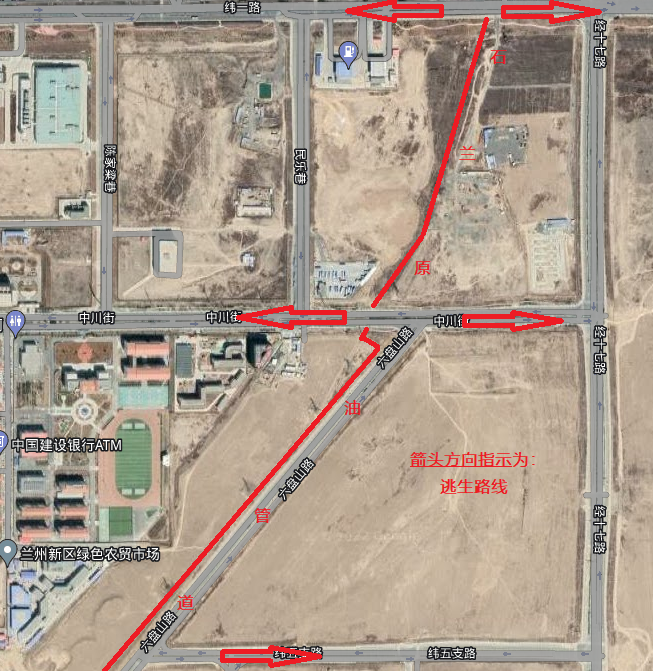 纬一路
经十七路
石
兰
陈家梁巷
民乐巷
原
中川街
中川街
中川街
六盘山路
经十七路
油
中国建设银行ATM
箭头方向指示为：
逃生路线
六盘山路
管
经十七路
兰州新区绿色农贸市场
道
六盘山路
纬五支路
纬五支路